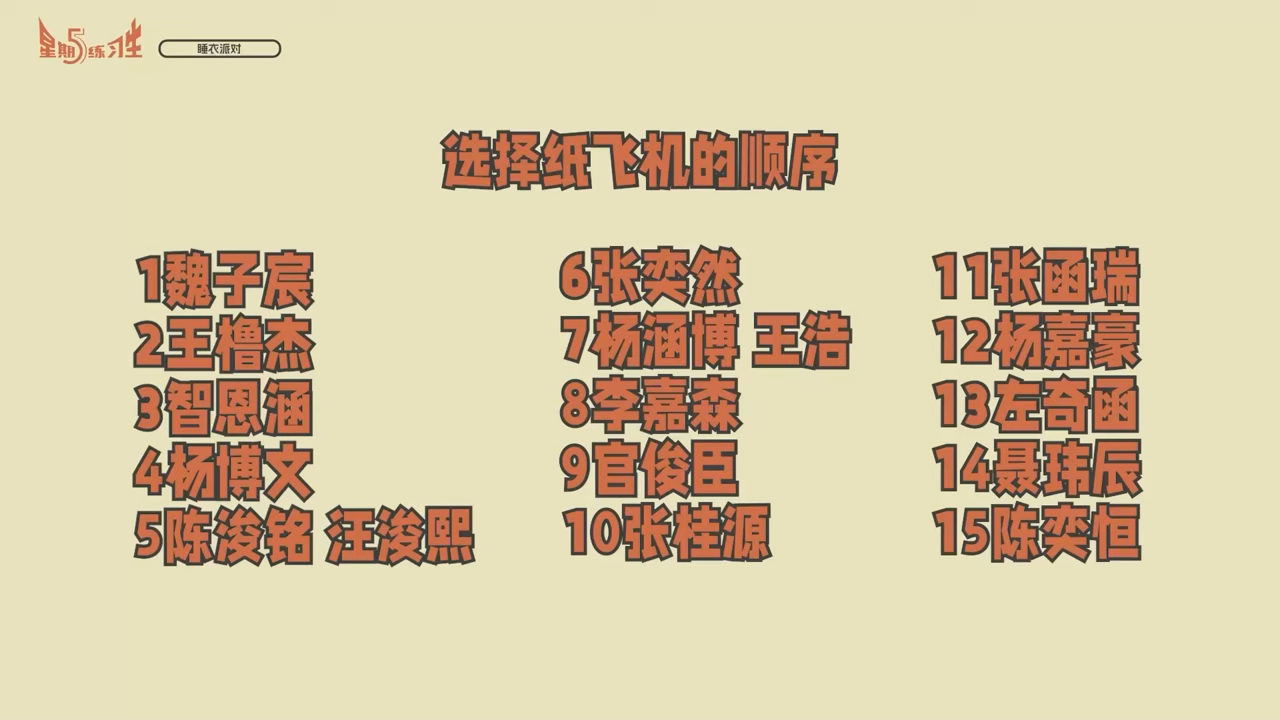 星期5练习生
睡衣派对
选择纸飞机的顺序
1魏子宸
2王橹杰
3智恩涵
4杨博文
5陈浚铭 汪浚熙
6张奕然
7杨涵博 王浩
8李嘉森
9官俊臣
10张桂源
11张函瑞
12杨嘉豪
13左奇函
14聂玮辰
15陈奕恒